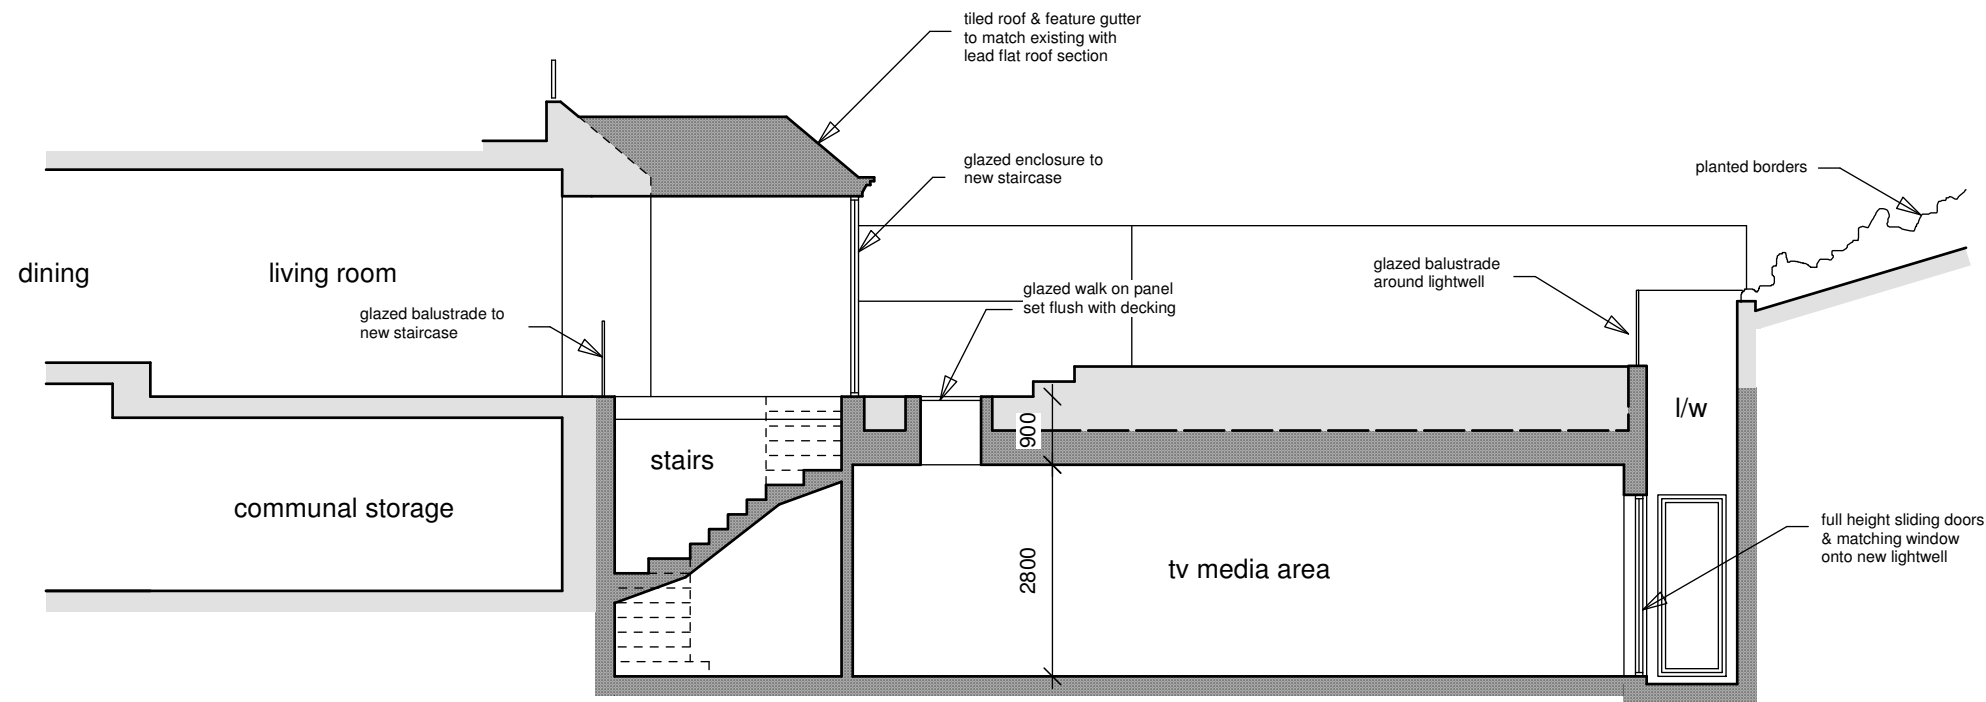 tiled roof & feature gutter
to match existing with
lead flat roof section
glazed enclosure to
new staircase
planted borders
dining
living room
glazed balustrade
around lightwell
glazed walk on panel
set flush with decking
glazed balustrade to
new staircase
l/w
900
stairs
communal storage
full height sliding doors
& matching window
onto new lightwell
2800
tv media area